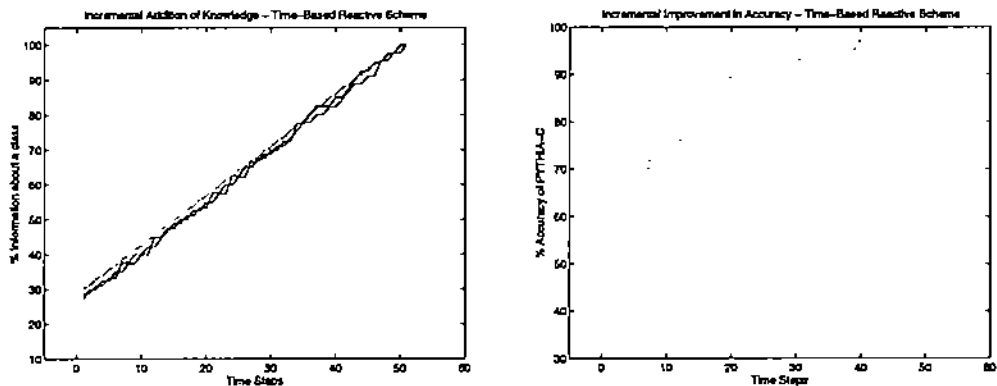 Incremental Addition of Knowledge - Time-Based Reactive Scheme
100
90
80
70
60
50
40
30
20
10
0 10 20 30 40 50 60
% Information about a class
Time Steps
Incremental Improvement in Accuracy - Time-Based Reactive Scheme
100
90
80
70
60
50
40
30
0 10 20 30 40 50 60
% Accuracy of PYTHIA-C
Time Steps